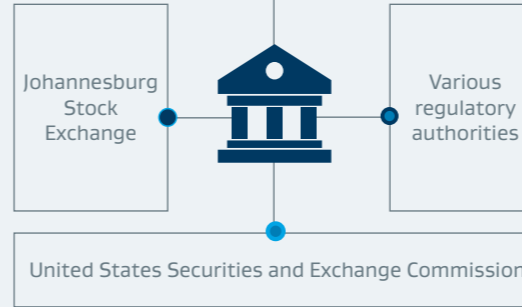 Johannesburg
Stock
Exchange
Various
regulatory
authorities
United States Securities and Exchange Commission